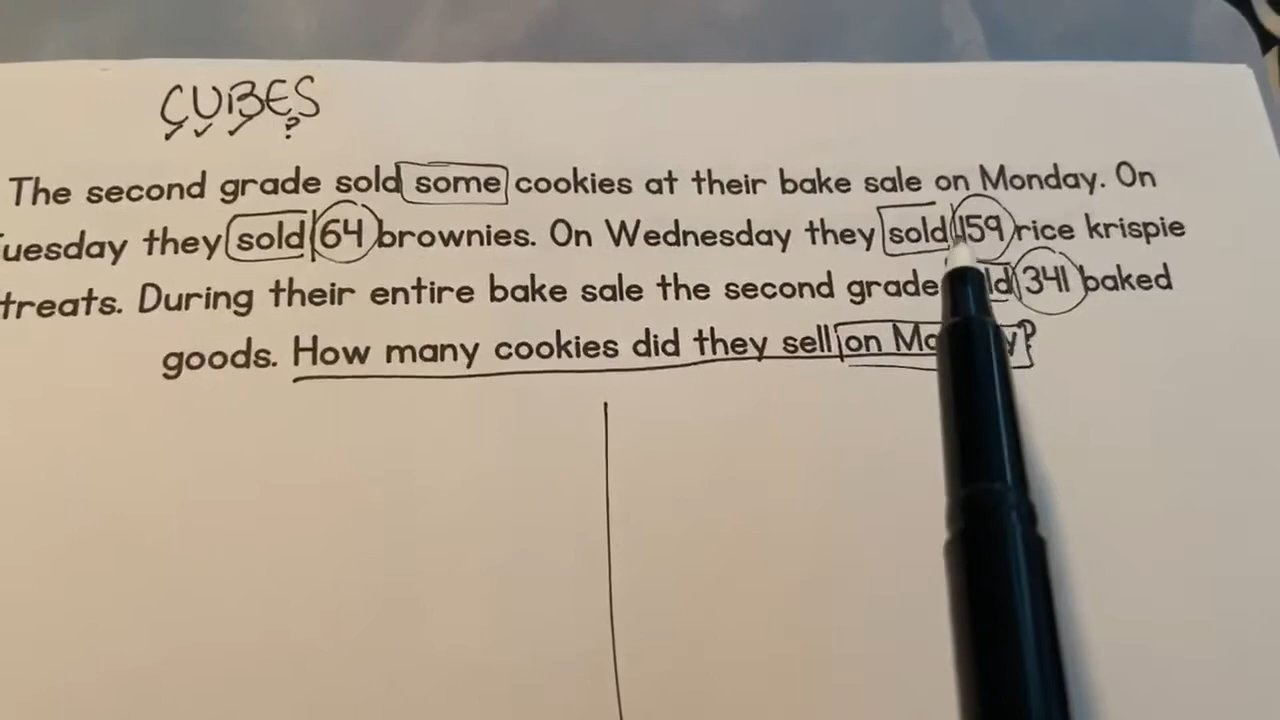 CUBES
?
The second grade sold some cookies at their bake sale on Monday. On
they sold 64 brownies. On Wednesday they sold 159 rice krispie
treats. During their entire bake sale the second grade 341 baked
goods. How many cookies did they sell on ?